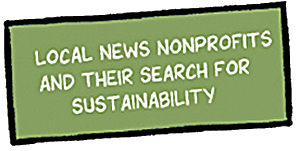 LOCAL NEWS NONPROFITS
AND THEIR SEARCH FOR
SUSTAINABILITY